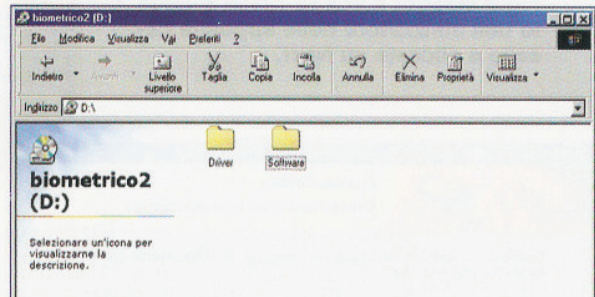 biometrico2 (D:)
File Modifica Visualizza Vai Preferiti ?
Indietro Avanti Livello superiore Taglia Copia Incolla Annulla Elimina Proprietà Visualizza
Indirizzo D:\
Driver Software
biometrico2
(D:)
Selezionare un'icona per
visualizzarne la
descrizione.